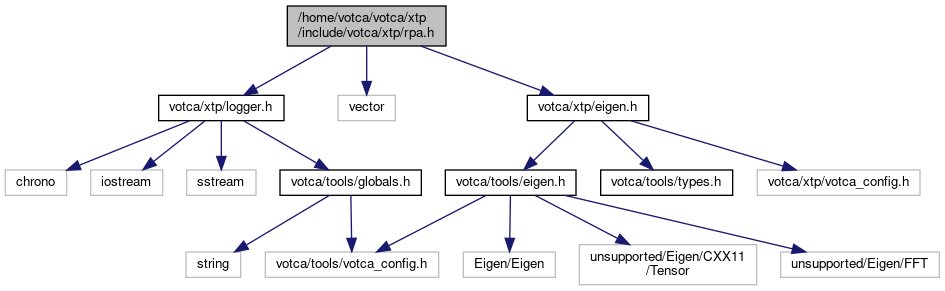 /home/votca/votca/xtp
/include/votca/xtp/rpa.h
votca/xtp/logger.h
vector
votca/xtp/eigen.h
chrono
iostream
sstream
votca/tools/globals.h
votca/tools/eigen.h
votca/tools/types.h
votca/xtp/votca_config.h
string
votca/tools/votca_config.h
Eigen/Eigen
unsupported/Eigen/CXX11
/Tensor
unsupported/Eigen/FFT